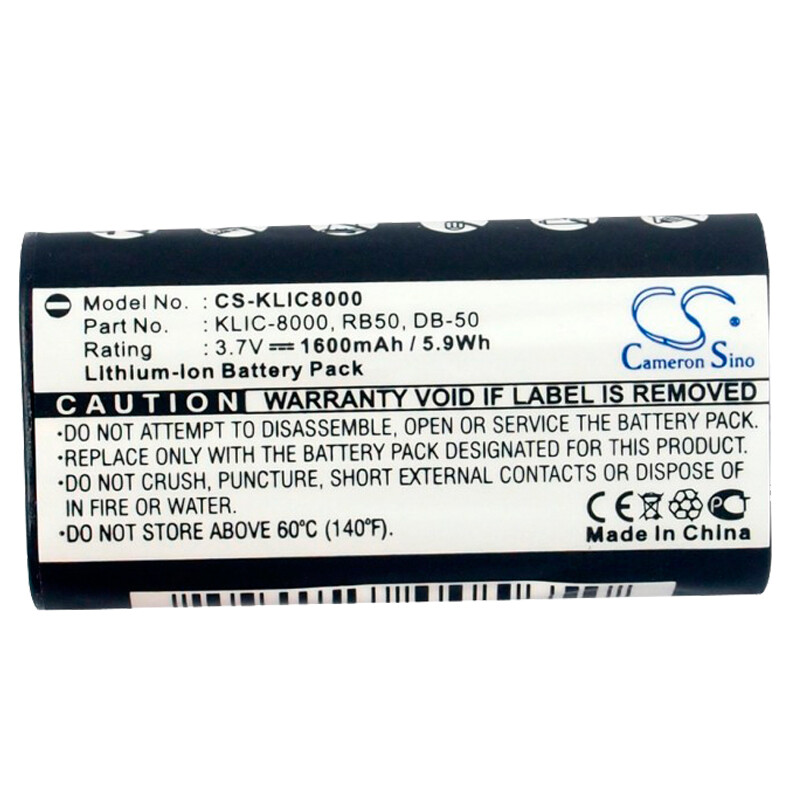 Model No. : CS-KLIC8000
Part No. : KLIC-8000, RB50, DB-50
Rating : 3.7V 1600mAh / 5.9Wh
Lithium-Ion Battery Pack
CS
Cameron Sino
CAUTION WARRANTY VOID IF LABEL IS REMOVED
·DO NOT ATTEMPT TO DISASSEMBLE, OPEN OR SERVICE THE BATTERY PACK.
·REPLACE ONLY WITH THE BATTERY PACK DESIGNATED FOR THIS PRODUCT.
·DO NOT CRUSH, PUNCTURE, SHORT EXTERNAL CONTACTS OR DISPOSE
IN FIRE OR WATER.
·DO NOT STORE ABOVE 60°C (140°F).
CE PCT
Made In China